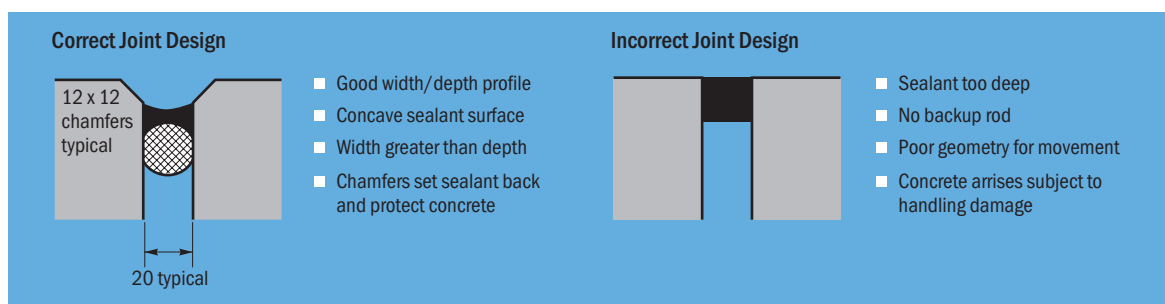 Correct Joint Design
12 x 12
chamfers
typical
20 typical
Good width/depth profile
Concave sealant surface
Width greater than depth
Chamfers set sealant back
and protect concrete
Incorrect Joint Design
Sealant too deep
No backup rod
Poor geometry for movement
Concrete arrises subject to
handling damage